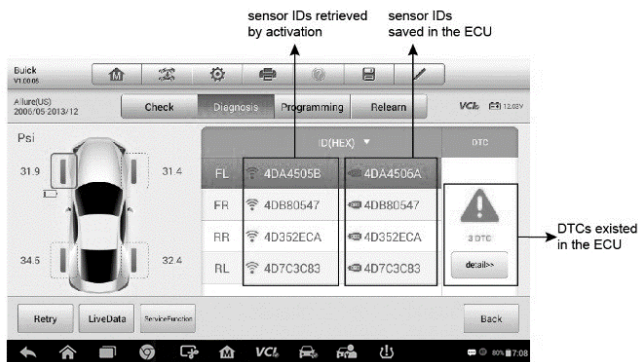 sensor IDs retrieved
by activation
sensor IDs
saved in the ECU
Buick
V1.00.05
Allure(US)
2006/05-2013/12
Check
Diagnosis
Programming
Relearn
VCI
12.03V
Psi
ID(HEX) ▼
DTC
31.9
31.4
FL
4DA4505B
4DA4506A
FR
4DB80547
4DB80547
RR
4D352ECA
4D352ECA
34.5
32.4
RL
4D7C3C83
4D7C3C83
3 DTC
detail>>
DTCs existed
in the ECU
Retry
LiveData
ServiceFunction
Back
VCI
80%
7:08